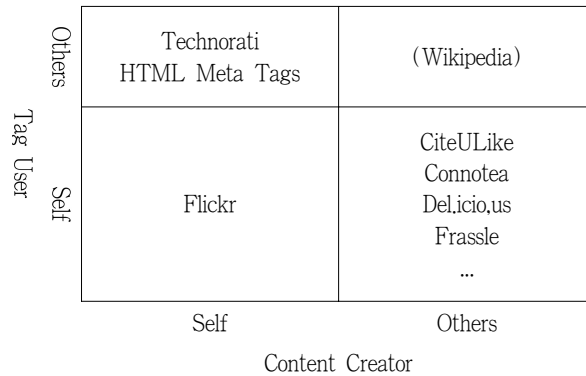 Others
Technorati
HTML Meta Tags
(Wikipedia)
Tag User
Self
Flickr
CiteULike
Connotea
Del.icio,us
Frassle
...
Self
Others
Content Creator